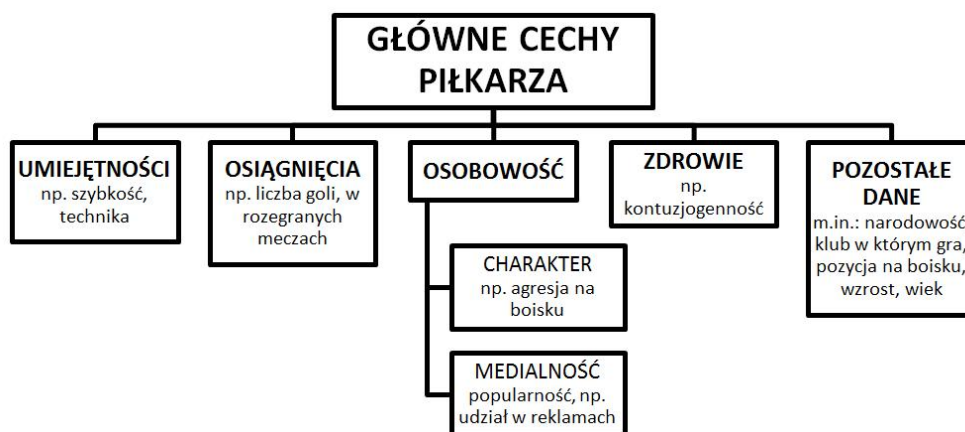 GŁÓWNE CECHY
PIŁKARZA
UMIEJĘTNOŚCI
np. szybkość,
technika
OSIĄGNIĘCIA
np. liczba goli, w
rozegranych
meczach
OSOBOWOŚĆ
CHARAKTER
np. agresja na
boisku
MEDIALNOŚĆ
popularność, np.
udział w reklamach
ZDROWIE
np.
kontuzjogenność
POZOSTAŁE
DANE
m.in.: narodowość,
klub w którym gra,
pozycja na boisku,
wzrost, wiek